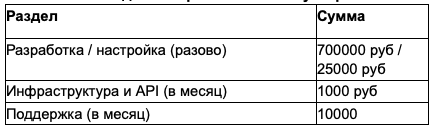 Раздел Сумма
Разработка / настройка (разово) 700000 руб /
25000 руб
Инфраструктура и API (в месяц) 1000 руб
Поддержка (в месяц) 10000